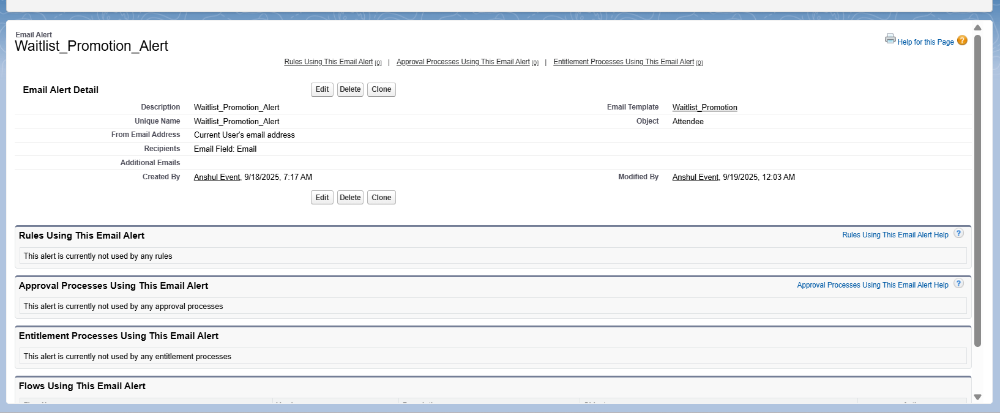 Email Alert
Waitlist_Promotion_Alert
Help for this Page
Rules Using This Email Alert [0] | Approval Processes Using This Email Alert [0] | Entitlement Processes Using This Email Alert [0]
Email Alert Detail
Edit Delete Clone
Description Waitlist_Promotion_Alert Email Template Waitlist_Promotion
Unique Name Waitlist_Promotion_Alert Object Attendee
From Email Address Current User's email address
Recipients Email Field: Email
Additional Emails
Created By Anshul Event, 9/18/2025, 7:17 AM Modified By Anshul Event, 9/19/2025, 12:03 AM
Edit Delete Clone
Rules Using This Email Alert Rules Using This Email Alert Help ?
This alert is currently not used by any rules
Approval Processes Using This Email Alert Approval Processes Using This Email Alert Help ?
This alert is currently not used by any approval processes
Entitlement Processes Using This Email Alert
This alert is currently not used by any entitlement processes
Flows Using This Email Alert